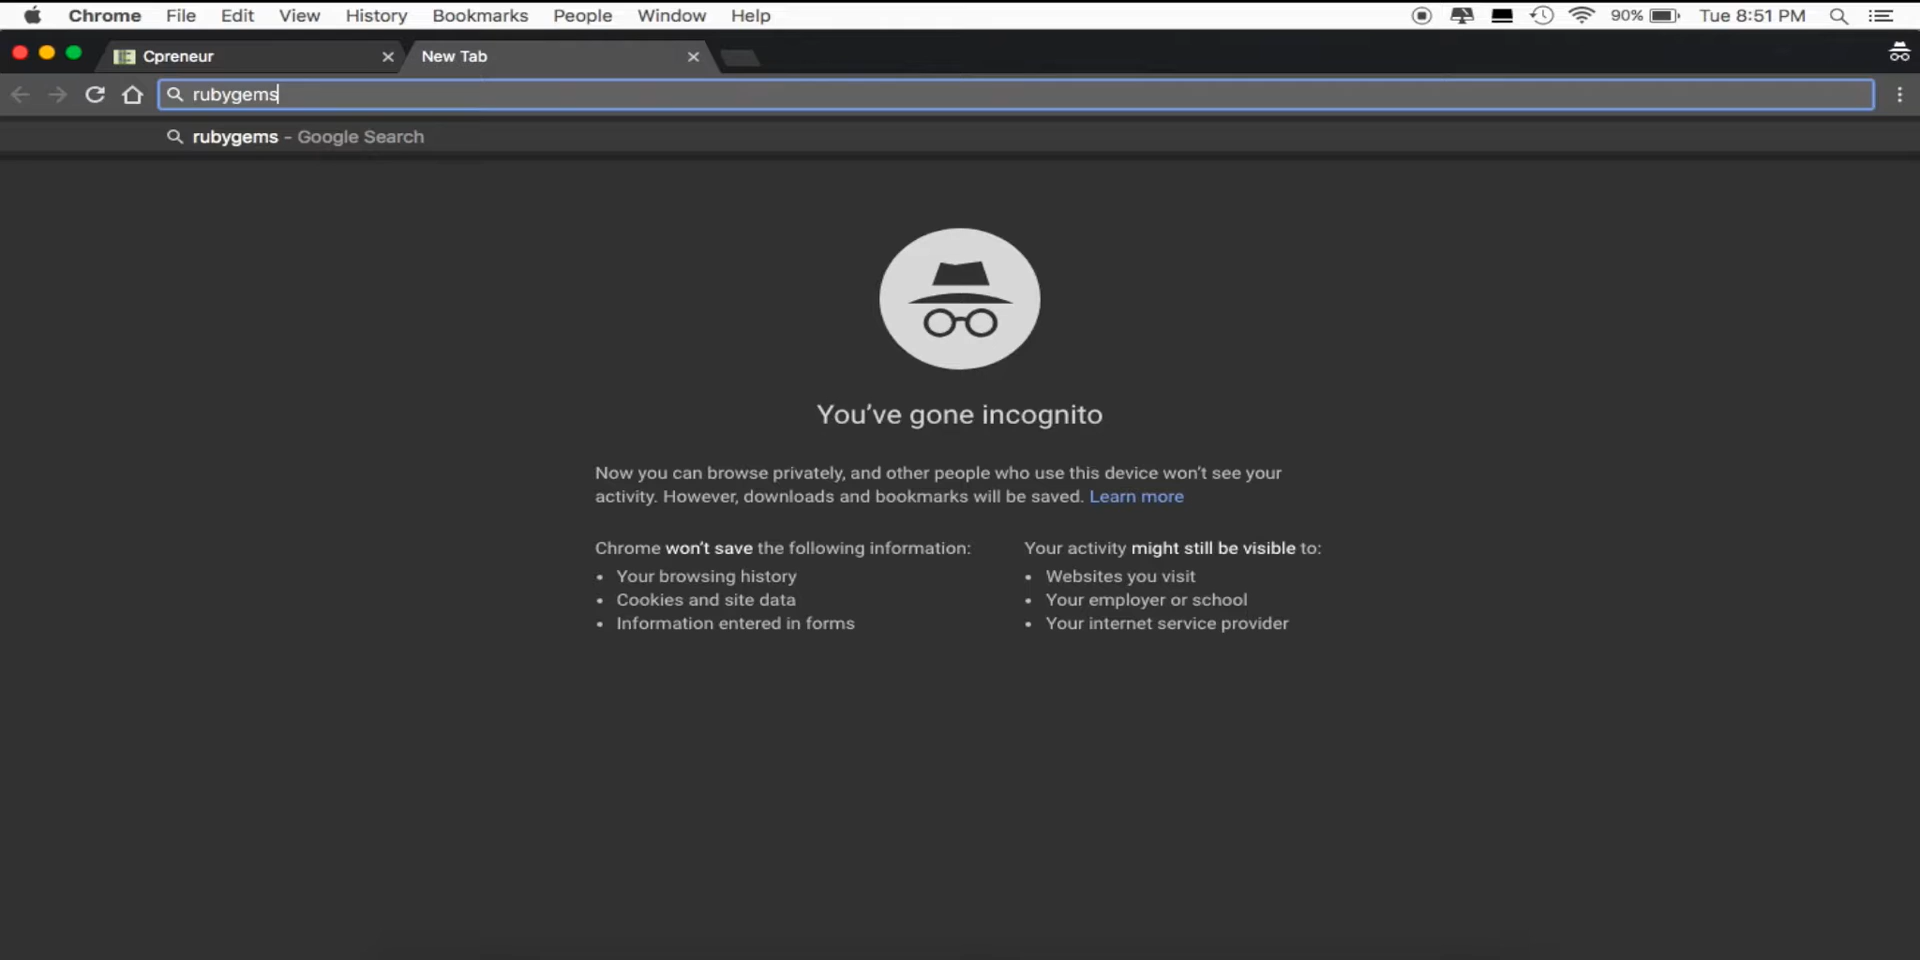 Chrome File Edit View History Bookmarks People Window Help 90% Tue 8:51 PM
Cpreneur New Tab
rubygems
rubygems - Google Search
You've gone incognito
Now you can browse privately, and other people who use this device won't see your
activity. However, downloads and bookmarks will be saved. Learn more
Chrome won't save the following information:
• Your browsing history
• Cookies and site data
• Information entered in forms
Your activity might still be visible to:
• Websites you visit
• Your employer or school
• Your internet service provider